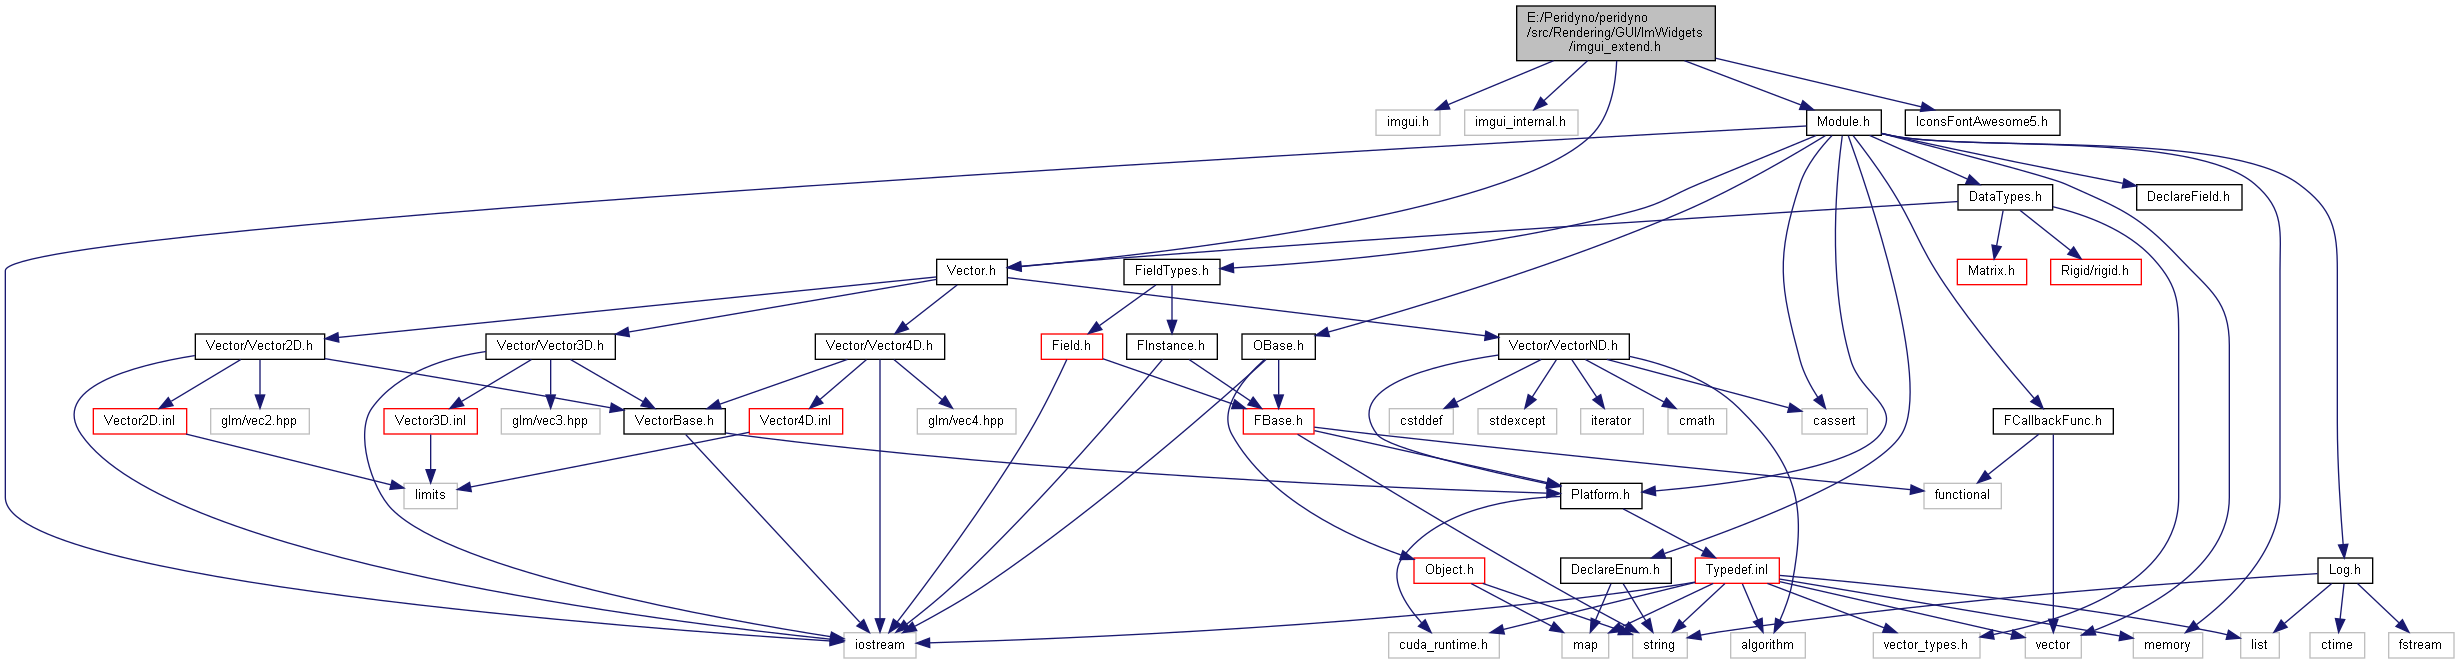 E:/Peridyno/peridyno
/src/Rendering/GUI/ImWidgets
/imgui_extend.h
imgui.h
imgui_internal.h
Module.h
IconsFontAwesome5.h
DataTypes.h
DeclareField.h
Vector.h
FieldTypes.h
Matrix.h
Rigid/rigid.h
Vector/Vector2D.h
Vector/Vector3D.h
Vector/Vector4D.h
Field.h
FInstance.h
OBase.h
Vector/VectorND.h
Vector2D.inl
glm/vec2.hpp
Vector3D.inl
glm/vec3.hpp
VectorBase.h
Vector4D.inl
glm/vec4.hpp
FBase.h
cstddef
stdexcept
iterator
cmath
cassert
FCallbackFunc.h
limits
Platform.h
functional
Object.h
DeclareEnum.h
Typedef.inl
Log.h
iostream
cuda_runtime.h
map
string
algorithm
vector_types.h
vector
memory
list
ctime
fstream